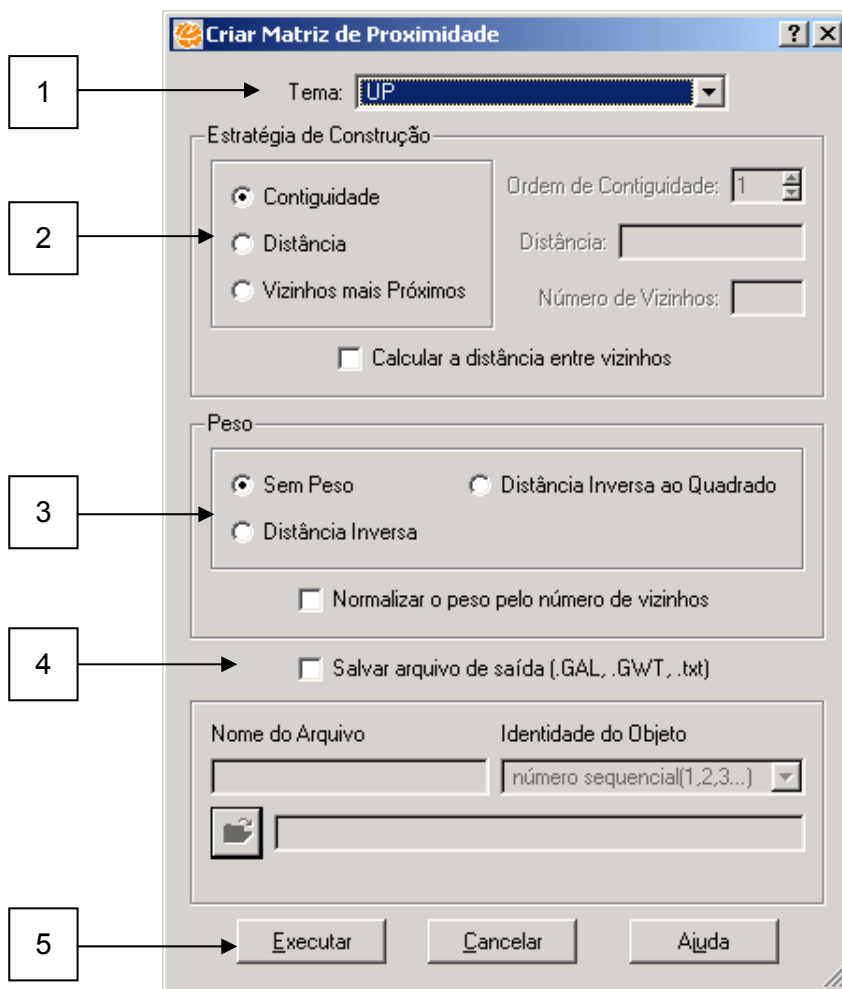 Criar Matriz de Proximidade
1
Tema: UP
Estratégia de Construção
2
Contiguidade
Ordem de Contiguidade: 1
Distância
Distância:
Vizinhos mais Próximos
Número de Vizinhos:
Calcular a distância entre vizinhos
Peso
3
Sem Peso
Distância Inversa ao Quadrado
Distância Inversa
Normalizar o peso pelo número de vizinhos
4
Salvar arquivo de saída (.GAL, .GWT, .txt)
Nome do Arquivo
Identidade do Objeto
número sequencial(1,2,3...)
5
Executar
Cancelar
Ajuda